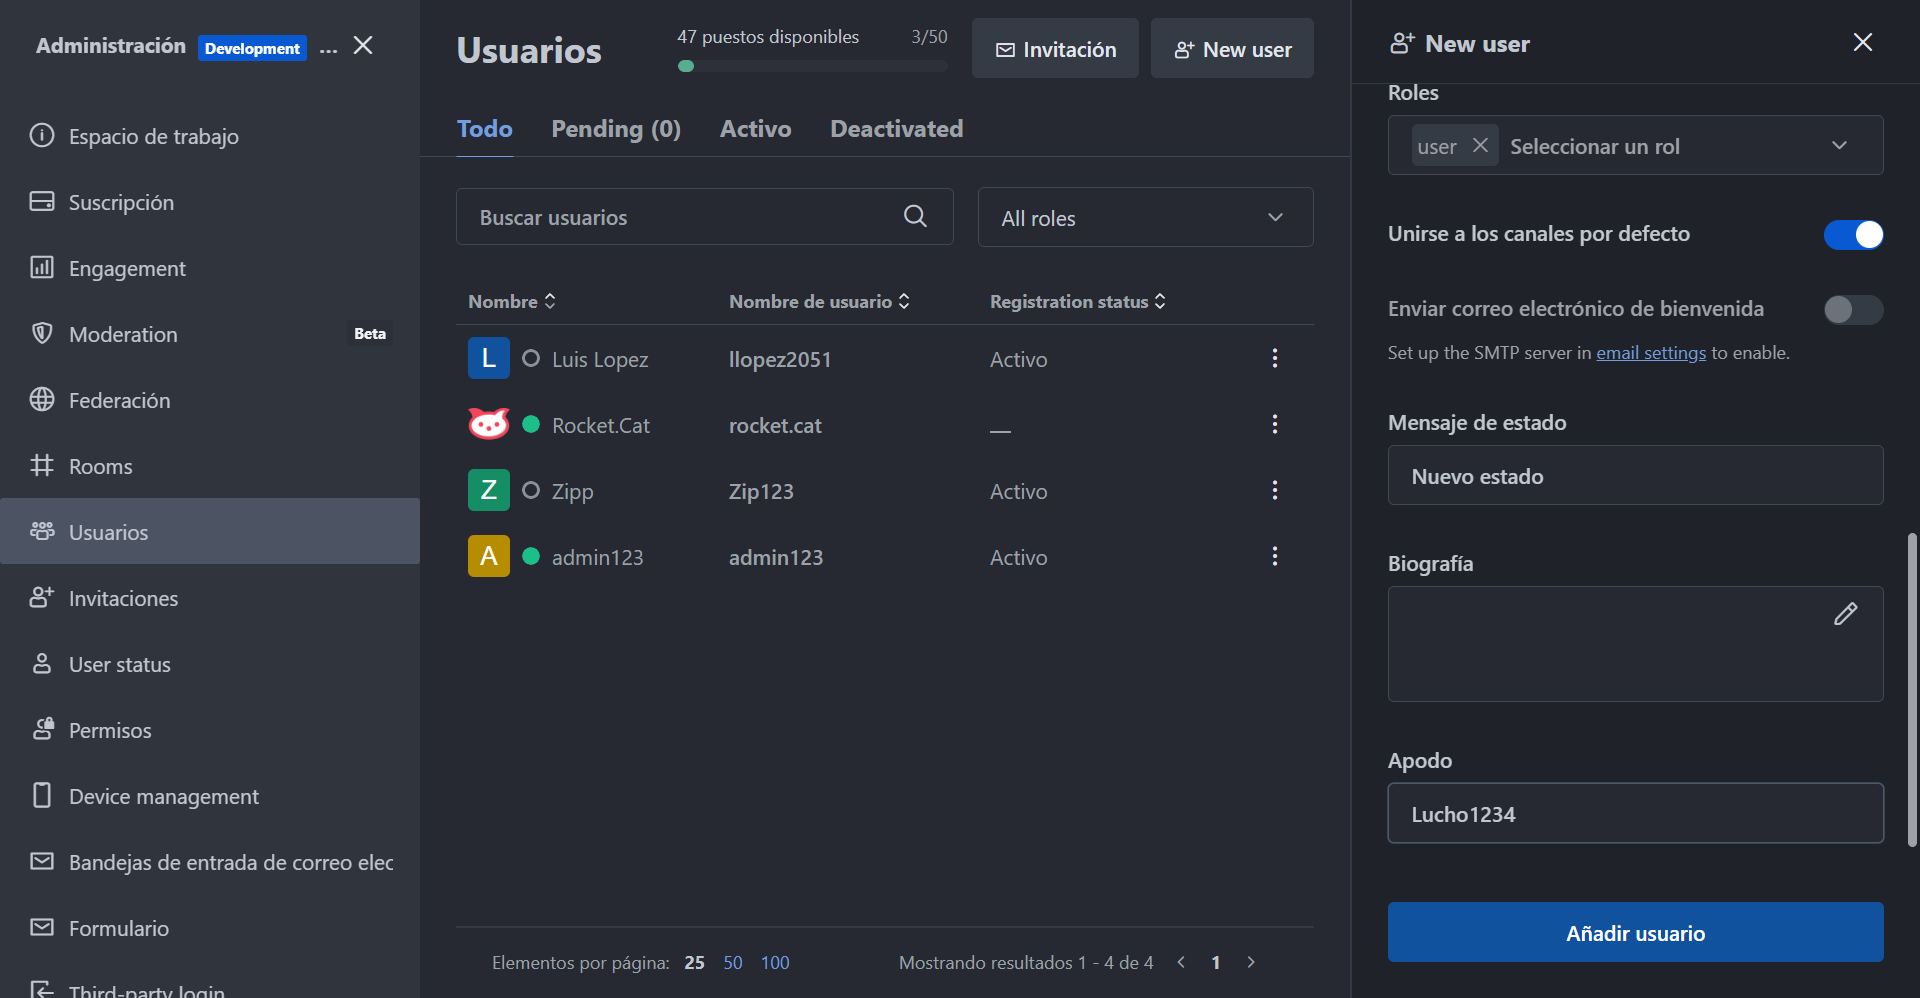 Administración Development ...
Espacio de trabajo
Suscripción
Engagement
Moderation Beta
Federación
Rooms
Usuarios
Invitaciones
User status
Permisos
Device management
Bandejas de entrada de correo elec
Formulario
Third-party login
Usuarios
47 puestos disponibles 3/50
Invitación
New user
Todo Pending (0) Activo Deactivated
Buscar usuarios
All roles
Nombre Nombre de usuario Registration status
L Luis Lopez llopez2051 Activo
Rocket.Cat rocket.cat __
Z Zipp Zip123 Activo
A admin123 admin123 Activo
Elementos por página: 25 50 100
Mostrando resultados 1 - 4 de 4 < 1 >
New user
Roles
user Seleccionar un rol
Unirse a los canales por defecto
Enviar correo electrónico de bienvenida
Set up the SMTP server in email settings to enable.
Mensaje de estado
Nuevo estado
Biografía
Apodo
Lucho1234
Añadir usuario